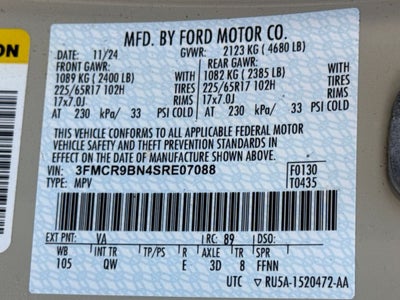 MFD. BY FORD MOTOR CO.
DATE: 11/24 GVWR: 2123 KG ( 4680 LB)
FRONT GAWR: REAR GAWR:
1089 KG ( 2400 LB) 1082 KG ( 2385 LB)
225/65R17 102H TIRES 225/65R17 102H TIRES
17x7.0J RIMS 17x7.0J RIMS
AT 230 kPa/ 33 PSI COLD AT 230 kPa/ 33 PSI COLD
THIS VEHICLE CONFORMS TO ALL APPLICABLE FEDERAL MOTOR
VEHICLE SAFETY AND THEFT PREVENTION STANDARDS IN EFFECT
ON THE DATE OF MANUFACTURE SHOWN ABOVE.
VIN: 3FMCR9BN4SRE07088 F0130
TYPE: MPV T0435
EXT PNT: VA RC: 89 DSO:
WB INT TR TP/PS R AXLE TR SPR
105 QW E 3D 8 FFNN
UTC ▼ RU5A-1520472-AA